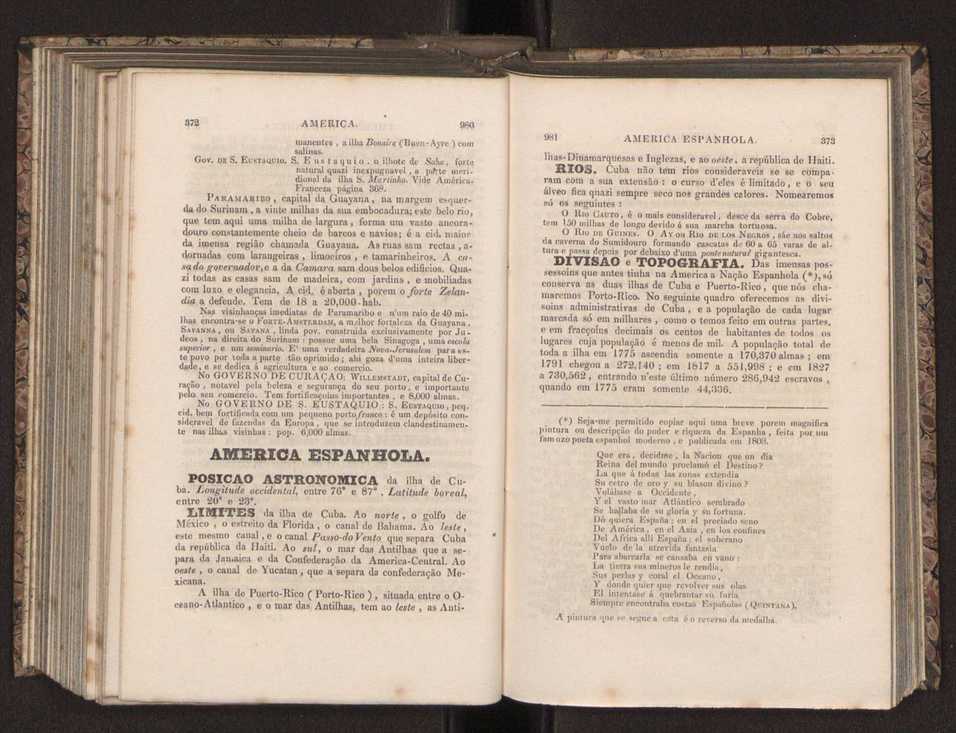 372 AMERICA. 980
manentes , a ilha Bonaire (Buen-Ayre) com
salinas.
Gov. DE S. EUSTAQUIO. S. Eustaquio, o ilhote de Saba, forte
natural quazi inexpugnavel , a parte meri-
dional da ilha S. Martinho. Vide América-
Franceza página 368.
PARAMARIBO , capital da Guayana , na margem esquer-
da do Surinam , a vinte milhas da sua embocadura; este belo rio,
que tem aqui uma milha de largura , forma um vasto ancora-
douro constantemente cheio de barcos e navios; é a cid. maior
da imensa região chamada Guayana. As ruas sam rectas , a-
dornadas com larangeiras , limoeiros , e tamarinheiros. A ca-
sa do governador, e a da Camara sam dous belos edificios. Qua-
zi todas as casas sam de madeira, com jardins , e mobiliadas
com luxo e elegancia. A cid. é aberta , porem o forte Zelan-
dia a defende. Tem de 18 a 20,000 hab.
Nas visinhanças imediatas de Paramaribo e n'um raio de 40 mi-
lhas encontra-se o FORTE-AMSTERDAM, a melhor fortaleza da Guayana.
SAVANNA, OU SAVANA , linda pov. construida exclusivamente por Ju-
deos , na direita do Surinam : possue uma bela Sinagoga , uma escola
superior , e um seminario. E' uma verdadeira Nova-Jerusalem para es-
te povo por toda a parte tão oprimido ; ahi goza d'uma inteira liber-
dade , e se dedica á agricultura e ao comercio.
No GOVERNO DE CURAÇAO: WILLEMSTADT, capital de Cu-
ração , notavel pela beleza e segurança do seu porto , e importante
pelo seu comercio. Tem fortificaçoins importantes , e 8,000 almas.
No GOVERNO DE S. EUSTAQUIO : S. EUSTAQUIO , peq.
cid. bem fortificada com um pequeno porto franco : é um depósito con-
sideravel de fazendas da Europa , que se introduzem clandestinamen-
te nas ilhas visinhas : pop. 6,000 almas.
AMERICA ESPANHOLA.
POSICAO ASTRONOMICA da ilha de Cu-
ba. Longitude occidental, entre 76° e 87°. Latitude boreal,
entre 20° e 23°.
LIMITES da ilha de Cuba. Ao norte , o golfo de
México , o estreito da Florida , o canal de Bahama. Ao leste ,
este mesmo canal , e o canal Passo-do Vento que separa Cuba
da república da Haiti. Ao sul , o mar das Antilhas que a se-
para da Jamaica e da Confederação da America-Central. Ao
oeste , o canal de Yucatan , que a separa da confederação Me-
xicana.
A ilha de Puerto-Rico ( Porto-Rico ) , situada entre o O-
ceano-Atlantico , e o mar das Antilhas, tem ao leste , as Anti-
981 AMERICA ESPANHOLA. 373
lhas-Dinamarquesas e Inglezas, e ao oeste, a república de Haiti.
RIOS. Cuba não tem rios consideraveis se se compa-
ram com a sua extensão : o curso d'eles é limitado, e o seu
álveo fica quazi sempre seco nos grandes calores. Nomearemos
só os seguintes :
O RIO CAUTO, é o mais consideravel, desce da serra do Cobre,
tem 150 milhas de longo devido á sua marcha tortuosa.
O RIO DE GUINES. O AY OU RIO DE LOS NEGROS , são nos saltos
da caverna do Sumidouro formando cascatas de 60 a 65 varas de al-
tura e passa depois por debaixo d'uma ponte natural gigantesca.
DIVISAO e TOPOGRAFIA. Das imensas pos-
sessoins que antes tinha na America a Nação Espanhola (*), só
conserva as duas ilhas de Cuba e Puerto-Rico , que nós cha-
maremos Porto-Rico. No seguinte quadro oferecemos as divi-
soins administrativas de Cuba , e a população de cada lugar
marcada só em milhares , como o temos feito em outras partes,
e em fracçoins decimais os centos de habitantes de todos os
lugares cuja população é menos de mil. A população total de
toda a ilha em 1775 ascendia somente a 170,370 almas ; em
1791 chegou a 272,140 ; em 1817 a 551,998 ; e em 1827
a 730,562 , entrando n'este último número 286,942 escravos ,
quando em 1775 eram somente 44,336.
(*) Seja-me permitido copiar aqui uma breve porem magnifica
pintura ou descripção do poder e riqueza da Espanha , feita por um
famozo poeta espanhol moderno , e publicada em 1808.
Que era, decidme , la Nacion que un dia
Reina del mundo proclamó el Destino ?
La que á todas las zonas extendia
Su cetro de oro y su blason divino ?
Volábase a Occidente ,
Y el vasto mar Atlántico sembrado
Se hallaba de su gloria y su fortuna.
Dó quiera España : en el preciado seno
De América , en el Asia , en los confines
Del Africa allí España : el soberano
Vuelo de la atrevida fantasia
Para abarcarla se cansaba en vano :
La tierra sus mineros le rendia ,
Sus perlas y coral el Oceano ,
Y donde quier que revolver sus olas
El intentase á quebrantar su furia
Siempre encontraba costas Españolas ( QUINTANA).
A pintura que se segue a esta é o reverso da medalha.